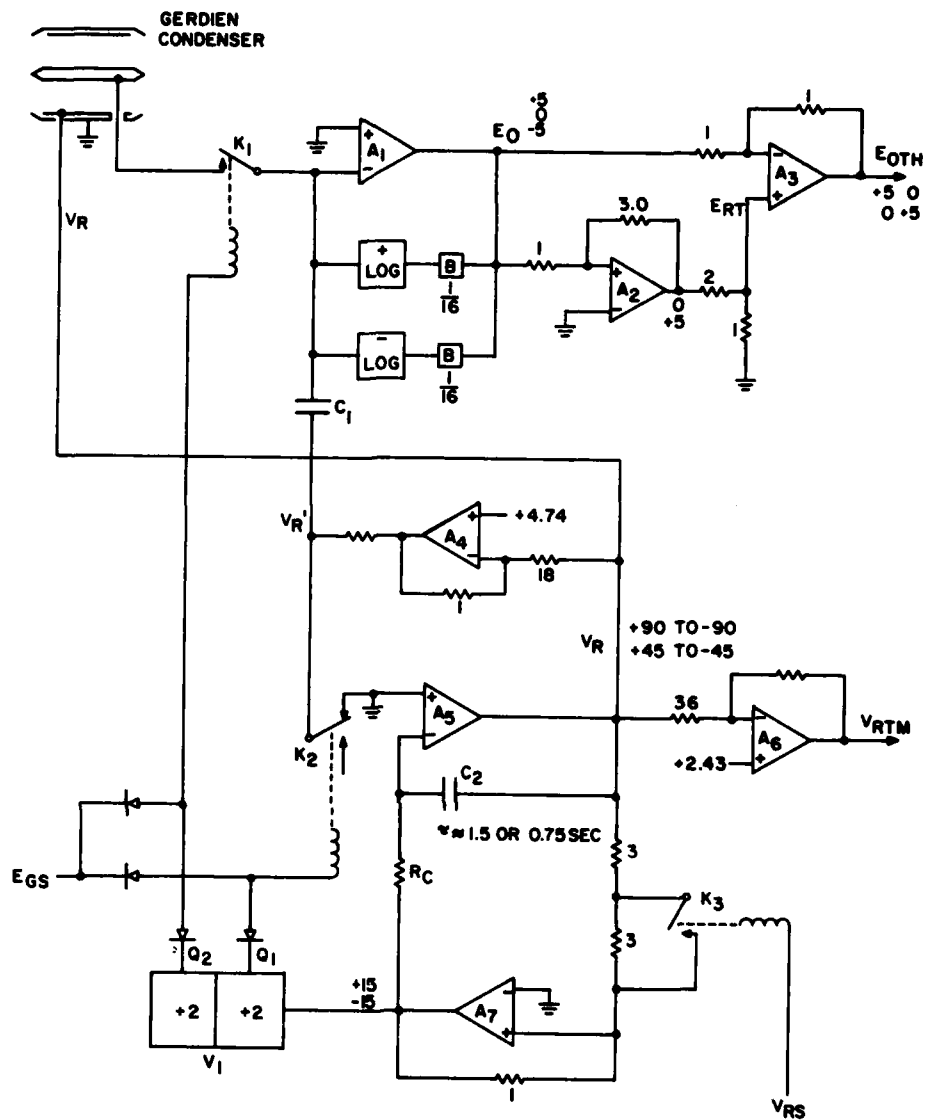 GERDIEN
CONDENSER
K1
VR
+
A1
-
EO
+5
0
-5
1
1
-
A3
+
EOTH
+5 0
0 +5
ERT
+
LOG
B
1
16
-
LOG
B
1
16
1
3.0
+
A2
-
0
+5
2
1
C1
VR'
+
A4
-
+4.74
18
1
VR
+90 TO -90
+45 TO -45
K2
+
A5
-
36
-
A6
+
+2.43
VRTM
C2
≈ 1.5 OR 0.75 SEC
RC
3
K3
3
EGS
Q2
Q1
+2
+2
V1
+15
-15
-
A7
+
1
VRS